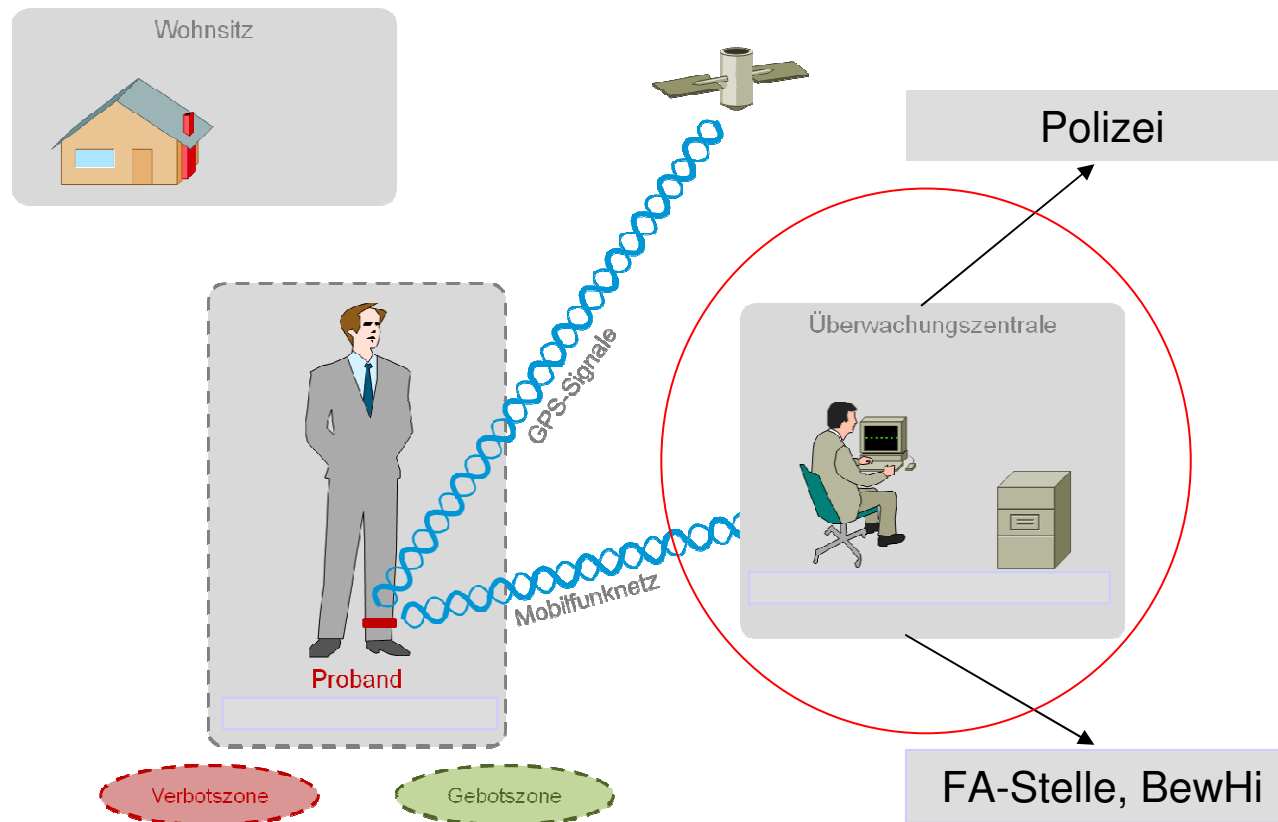 Wohnsitz
Polizei
Überwachungszentrale
GPS-Signale
Mobilfunknetz
Proband
Verbotszone
Gebotszone
FA-Stelle, BewHi